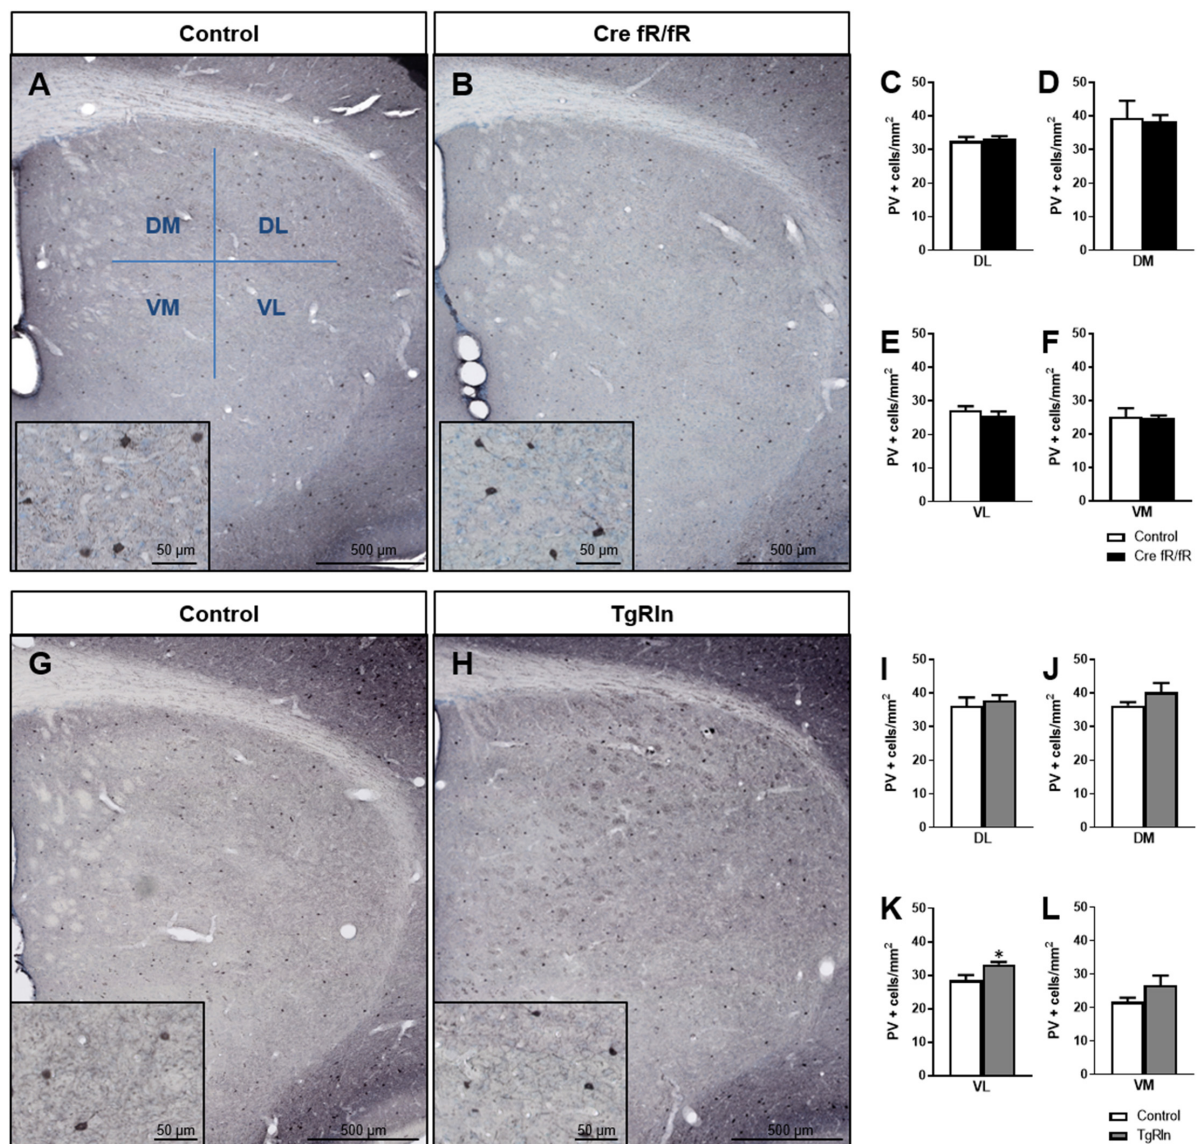 Control
Cre fR/fR
A
B
DM
DL
VM
VL
50 µm
500 µm
50 µm
500 µm
C
50
40
30
20
10
0
PV + cells/mm²
DL
D
50
40
30
20
10
0
PV + cells/mm²
DM
E
50
40
30
20
10
0
PV + cells/mm²
VL
F
50
40
30
20
10
0
PV + cells/mm²
VM
Control
Cre fR/fR
Control
TgRln
G
H
50 µm
500 µm
50 µm
500 µm
I
50
40
30
20
10
0
PV + cells/mm²
DL
J
50
40
30
20
10
0
PV + cells/mm²
DM
K
50
40
30
20
10
0
PV + cells/mm²
*
VL
L
50
40
30
20
10
0
PV + cells/mm²
VM
Control
TgRln